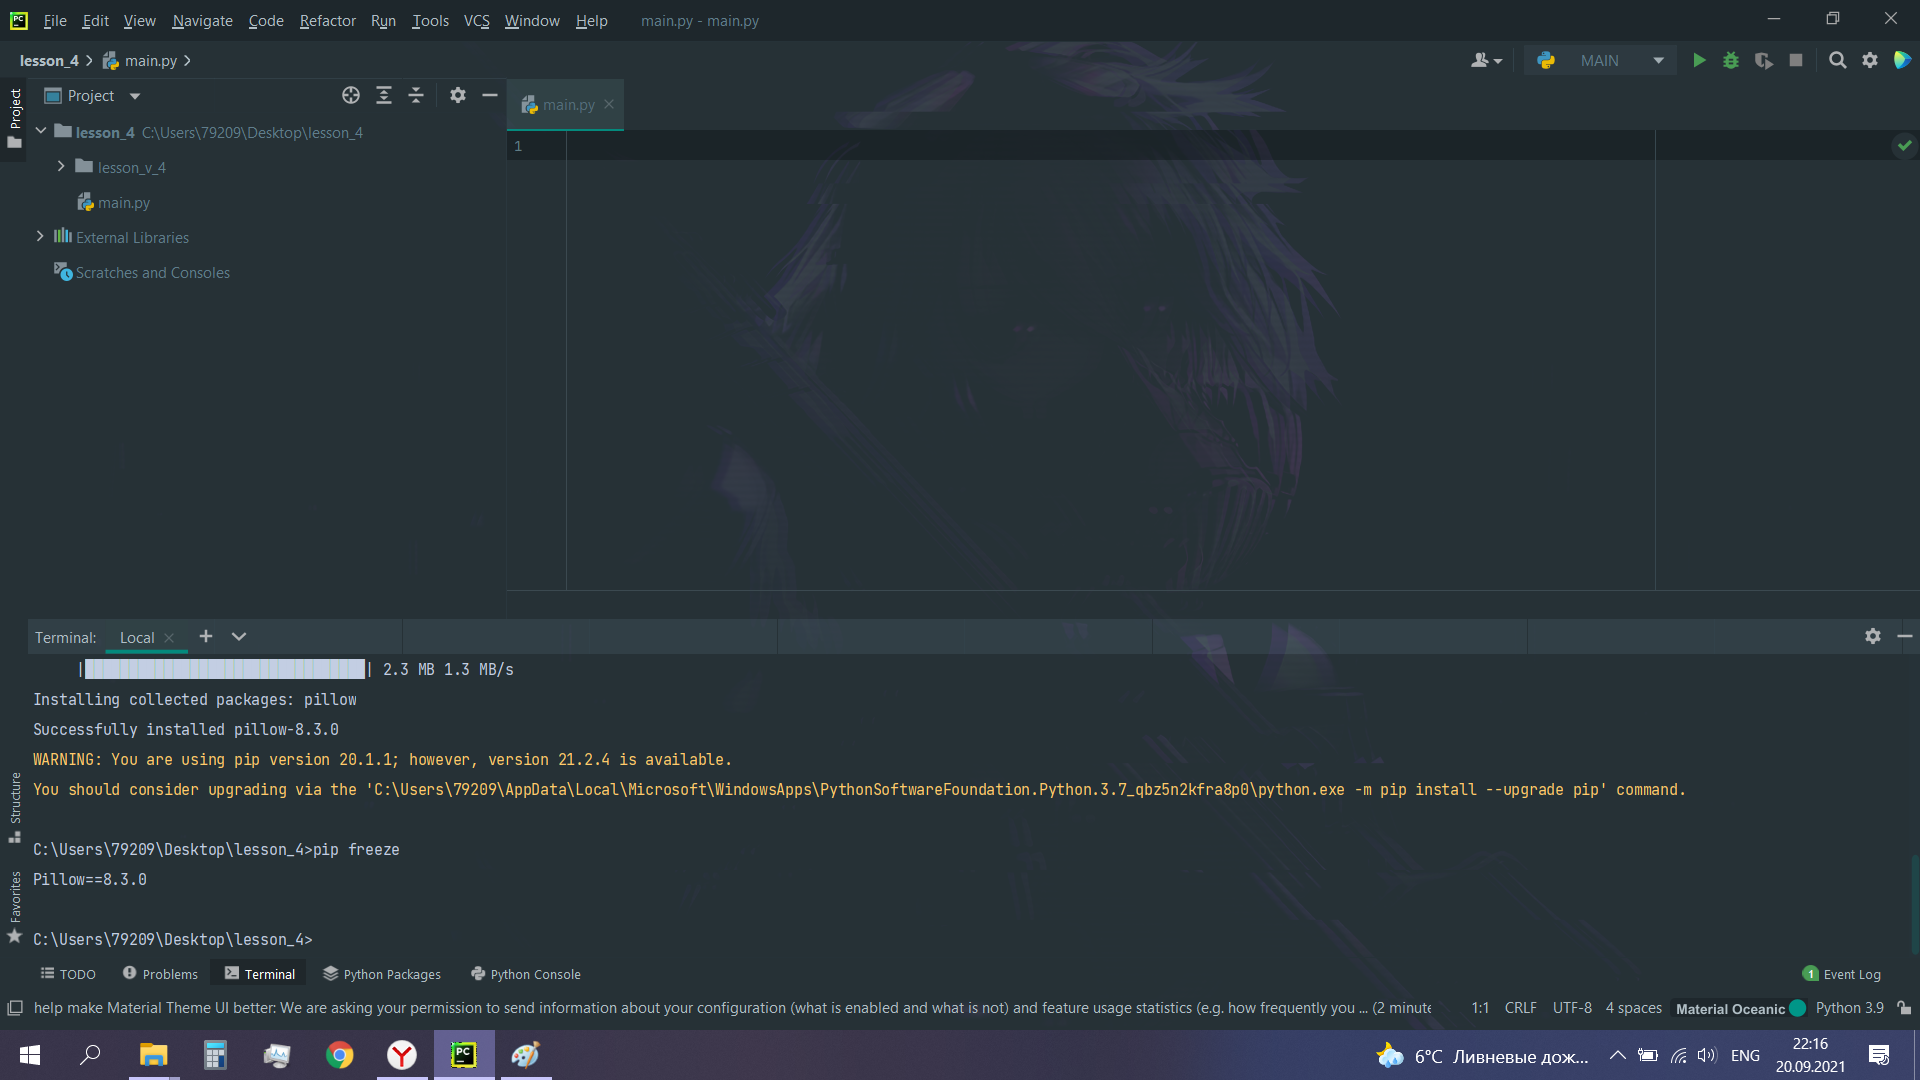 PC File Edit View Navigate Code Refactor Run Tools VCS Window Help main.py - main.py
lesson_4 main.py MAIN
Project
Project
main.py
lesson_4 C:\Users\79209\Desktop\lesson_4
1
lesson_v_4
main.py
External Libraries
Scratches and Consoles
Terminal: Local
| | 2.3 MB 1.3 MB/s
Installing collected packages: pillow
Successfully installed pillow-8.3.0
WARNING: You are using pip version 20.1.1; however, version 21.2.4 is available.
You should consider upgrading via the 'C:\Users\79209\AppData\Local\Microsoft\WindowsApps\PythonSoftwareFoundation.Python.3.7_qbz5n2kfra8p0\python.exe -m pip install --upgrade pip' command.
Structure
C:\Users\79209\Desktop\lesson_4>pip freeze
Pillow==8.3.0
Favorites
C:\Users\79209\Desktop\lesson_4>
TODO Problems Terminal Python Packages Python Console 1 Event Log
help make Material Theme UI better: We are asking your permission to send information about your configuration (what is enabled and what is not) and feature usage statistics (e.g. how frequently you ... (2 minute 1:1 CRLF UTF-8 4 spaces Material Oceanic Python 3.9
PC 6°C Ливневые дож... ENG 22:16
20.09.2021